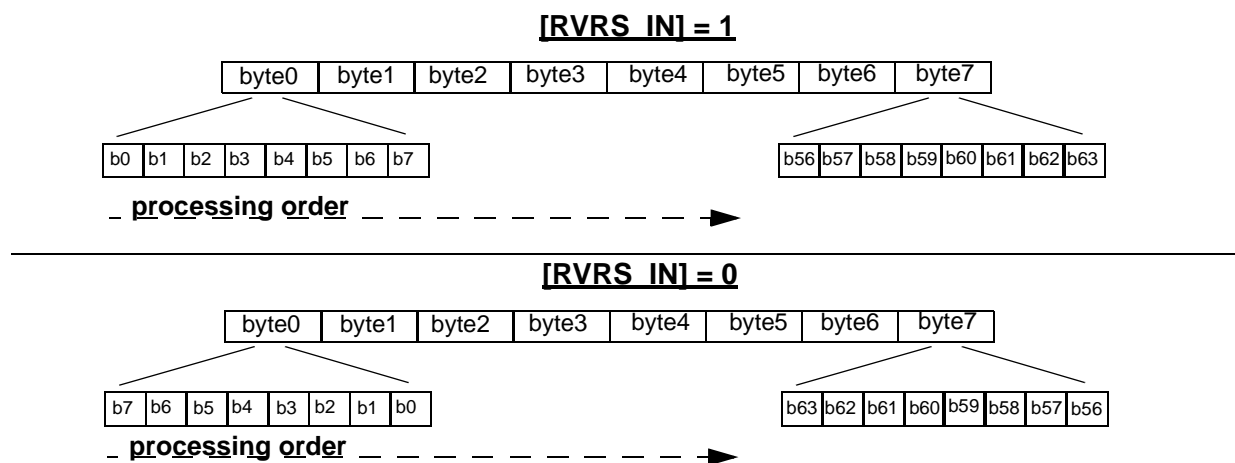 [RVRS_IN] = 1
byte0 byte1 byte2 byte3 byte4 byte5 byte6 byte7
b0 b1 b2 b3 b4 b5 b6 b7 b56 b57 b58 b59 b60 b61 b62 b63
processing order
[RVRS_IN] = 0
byte0 byte1 byte2 byte3 byte4 byte5 byte6 byte7
b7 b6 b5 b4 b3 b2 b1 b0 b63 b62 b61 b60 b59 b58 b57 b56
processing order